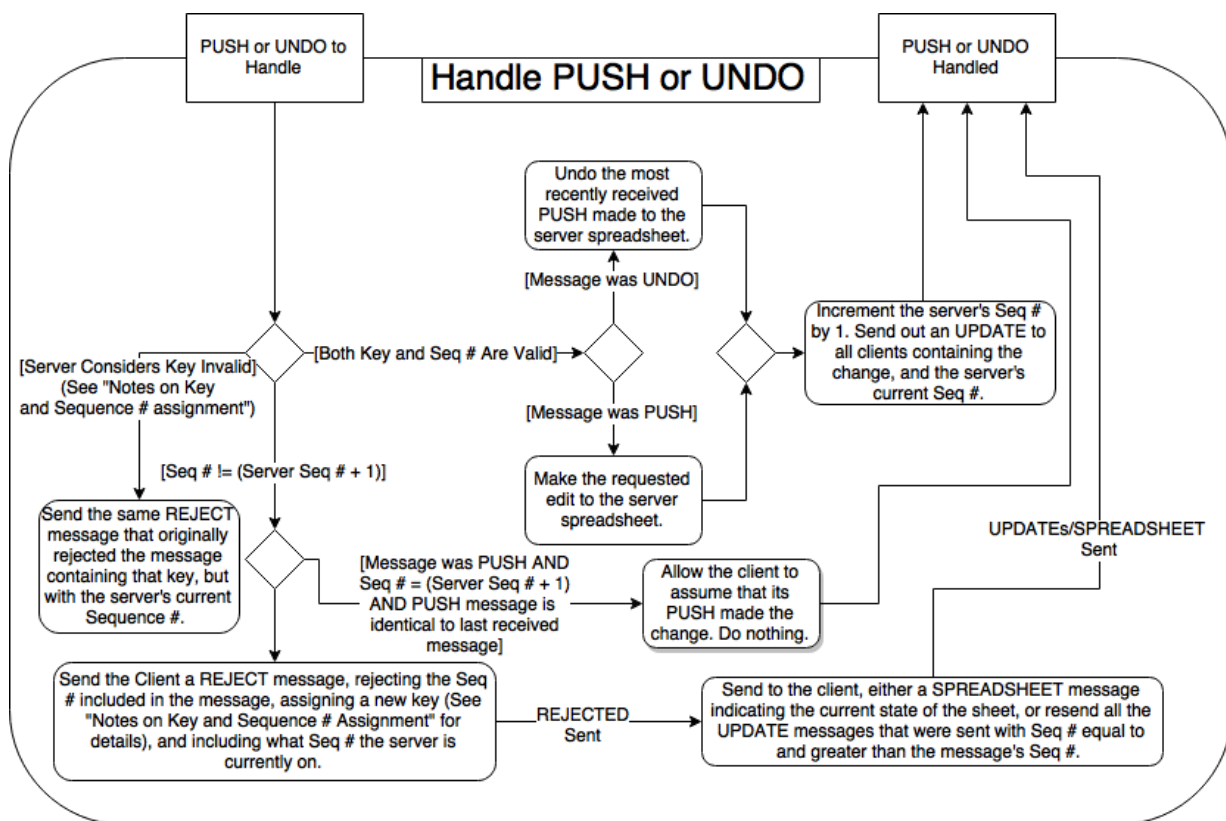 PUSH or UNDO to
Handle
Handle PUSH or UNDO
PUSH or UNDO
Handled
Undo the most
recently received
PUSH made to the
server spreadsheet.
[Message was UNDO]
[Server Considers Key Invalid]
(See "Notes on Key
and Sequence # assignment")
[Both Key and Seq # Are Valid]
Increment the server's Seq #
by 1. Send out an UPDATE to
all clients containing the
change, and the server's
current Seq #.
[Message was PUSH]
[Seq # != (Server Seq # + 1)]
Make the requested
edit to the server
spreadsheet.
Send the same REJECT
message that originally
rejected the message
containing that key, but
with the server's current
Sequence #.
[Message was PUSH AND
Seq # = (Server Seq # + 1)
AND PUSH message is
identical to last received
message]
Allow the client to
assume that its
PUSH made the
change. Do nothing.
UPDATEs/SPREADSHEET
Sent
Send the Client a REJECT message, rejecting the Seq
# included in the message, assigning a new key (See
"Notes on Key and Sequence # Assignment" for
details), and including what Seq # the server is
currently on.
REJECTED
Sent
Send to the client, either a SPREADSHEET message
indicating the current state of the sheet, or resend all the
UPDATE messages that were sent with Seq # equal to
and greater than the message's Seq #.